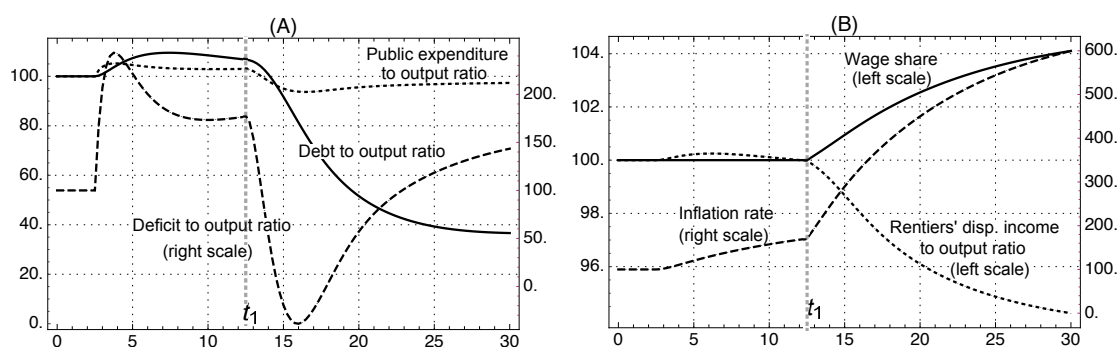 (A)
Public expenditure
to output ratio
Debt to output ratio
Deficit to output ratio
(right scale)
t1
100.
80.
60.
40.
20.
0.
200.
150.
100.
50.
0.
0 5 10 15 20 25 30
(B)
Wage share
(left scale)
Inflation rate
(right scale)
Rentiers' disp. income
to output ratio
(left scale)
t1
104.
102.
100.
98.
96.
600.
500.
400.
300.
200.
100.
0.
0 5 10 15 20 25 30